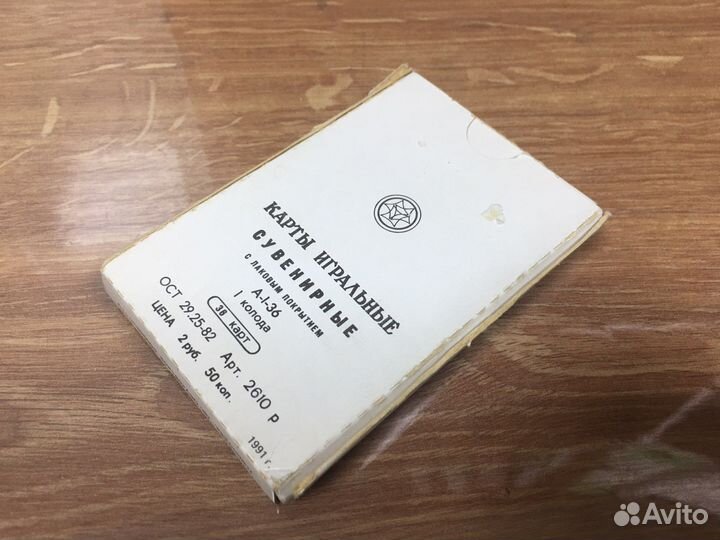 КАРТЫ ИГРАЛЬНЫЕ
СУВЕНИРНЫЕ
С ЛАКОВЫМ ПОКРЫТИЕМ
А-I-36
I колода
38 карт
ОСТ 29.25-82 Арт. 2610 р
ЦЕНА 2 руб. 50 коп.
1991 г.
Avito